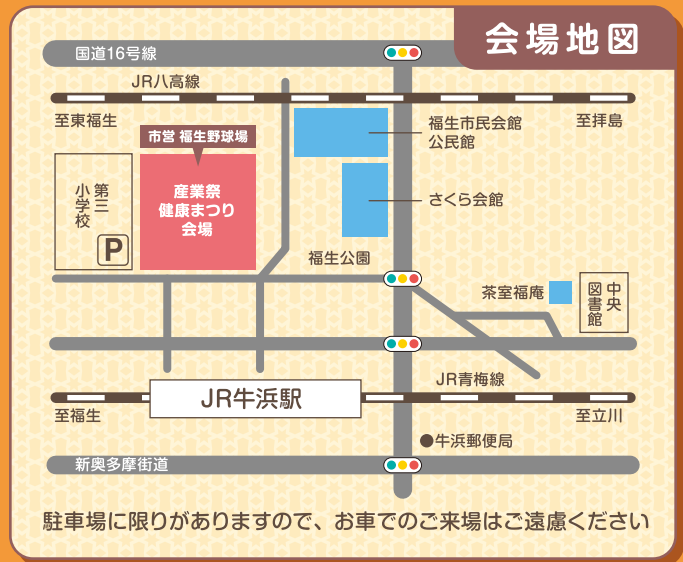 会場地図
国道16号線
JR八高線
至東福生
至拝島
市営 福生野球場
福生市民会館
公民館
第三
小学校
P
産業祭
健康まつり
会場
さくら会館
福生公園
茶室福庵
中央
図書館
JR青梅線
JR牛浜駅
至福生
至立川
●牛浜郵便局
新奥多摩街道
駐車場に限りがありますので、お車でのご来場はご遠慮ください